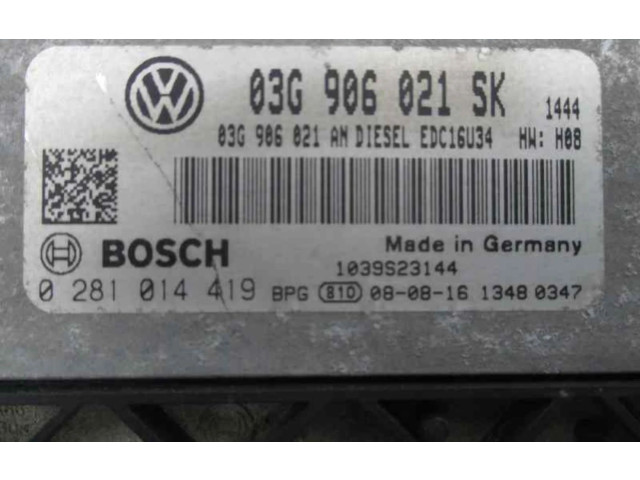 03G 906 021 SK 1444
03G 906 021 AM DIESEL EDC16U34 HW: H08
BOSCH
Made in Germany
1039S23144
0 281 014 419 BPG 81D 08-08-16 1348 0347